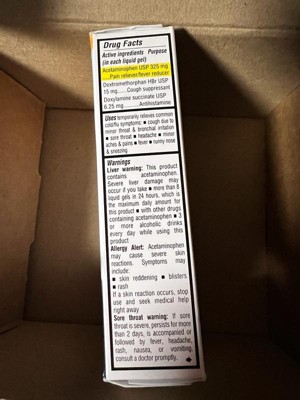 Drug Facts
Active ingredients Purpose
(in each liquid gel)
Acetaminophen USP 325 mg
....Pain reliever/fever reducer
Dextromethorphan HBr USP
15 mg.....Cough suppressant
Doxylamine succinate USP
6.25 mg............Antihistamine
Uses temporarily relieves common
cold/flu symptoms: ■ cough due to
minor throat & bronchial irritation
■ sore throat ■ headache ■ minor
aches & pains ■ fever ■ runny nose
& sneezing
Warnings
Liver warning: This product
contains acetaminophen.
Severe liver damage may
occur if you take ■ more than 8
liquid gels in 24 hours, which is
the maximum daily amount for
this product ■ with other drugs
containing acetaminophen ■ 3
or more alcoholic drinks
every day while using this
product
Allergy Alert: Acetaminophen
may cause severe skin
reactions. Symptoms may
include:
■ skin reddening ■ blisters
■ rash
If a skin reaction occurs, stop
use and seek medical help
right away
Sore throat warning: If sore
throat is severe, persists for more
than 2 days, is accompanied or
followed by fever, headache,
rash, nausea, or vomiting,
consult a doctor promptly.